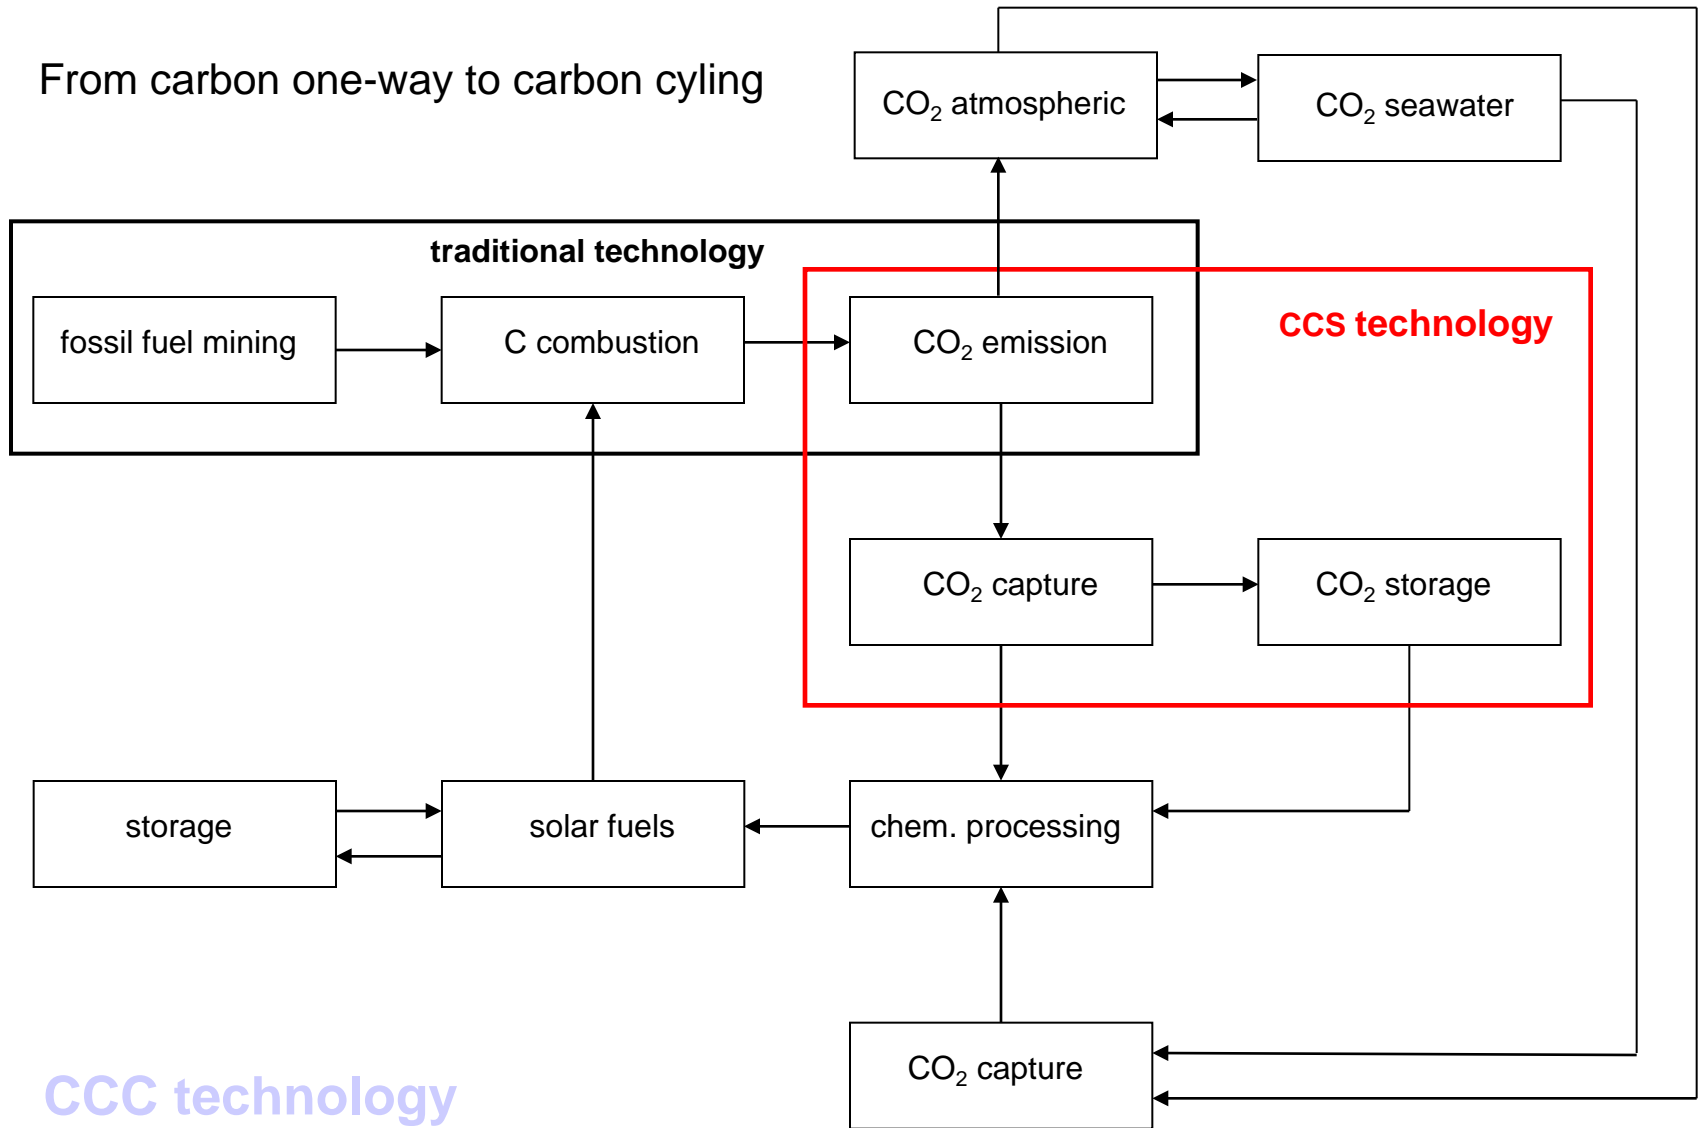 From carbon one-way to carbon cyling
CO₂ atmospheric
CO₂ seawater
traditional technology
fossil fuel mining
C combustion
CO₂ emission
CCS technology
CO₂ capture
CO₂ storage
storage
solar fuels
chem. processing
CO₂ capture
CCC technology